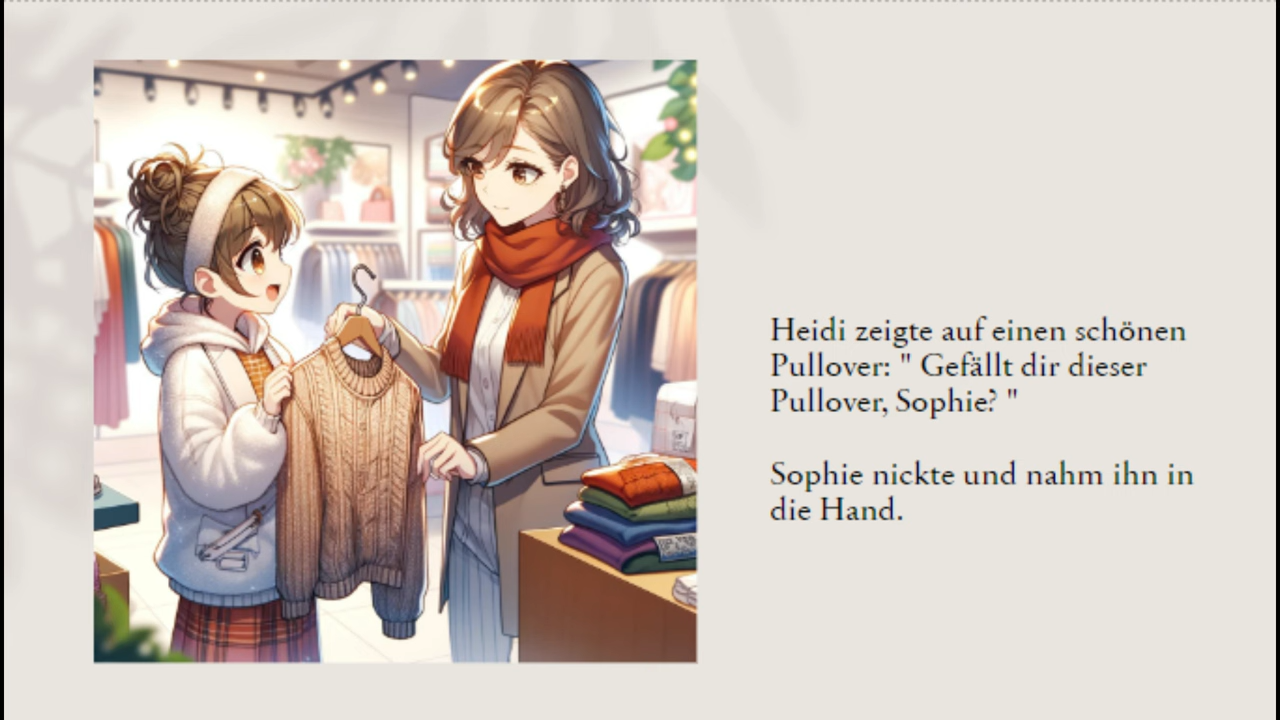 Heidi zeigte auf einen schönen
Pullover: " Gefällt dir dieser
Pullover, Sophie? "
Sophie nickte und nahm ihn in
die Hand.